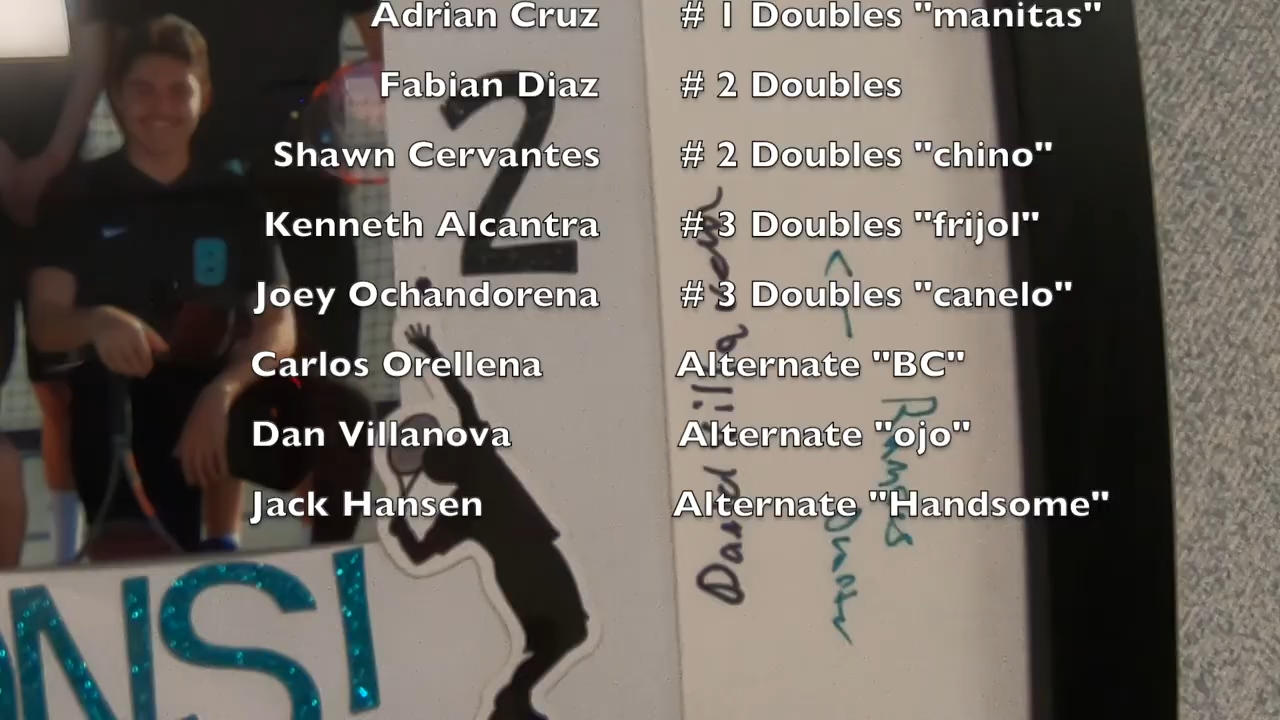 Adrian Cruz # 1 Doubles "manitas"
Fabian Diaz # 2 Doubles
Shawn Cervantes # 2 Doubles "chino"
Kenneth Alcantra # 3 Doubles "frijol"
Joey Ochandorena # 3 Doubles "canelo"
Carlos Orellena Alternate "BC"
Dan Villanova Alternate "ojo"
Jack Hansen Alternate "Handsome"
2
NS!